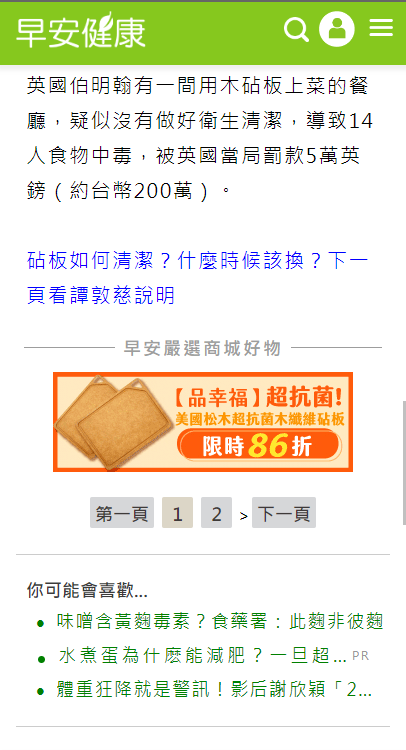 早安健康
英國伯明翰有一間用木砧板上菜的餐
廳，疑似沒有做好衛生清潔，導致14
人食物中毒，被英國當局罰款5萬英
鎊（約台幣200萬）。
砧板如何清潔？什麼時候該換？下一
頁看譚敦慈說明
早安嚴選商城好物
【品幸福】超抗菌!
美國松木超抗菌木纖維砧板
限時86折
第一頁 1 2 > 下一頁
你可能會喜歡...
味噌含黃麴毒素？食藥署：此麴非彼麴
水煮蛋為什麽能減肥？一旦超... PR
體重狂降就是警訊！影后謝欣穎「2...